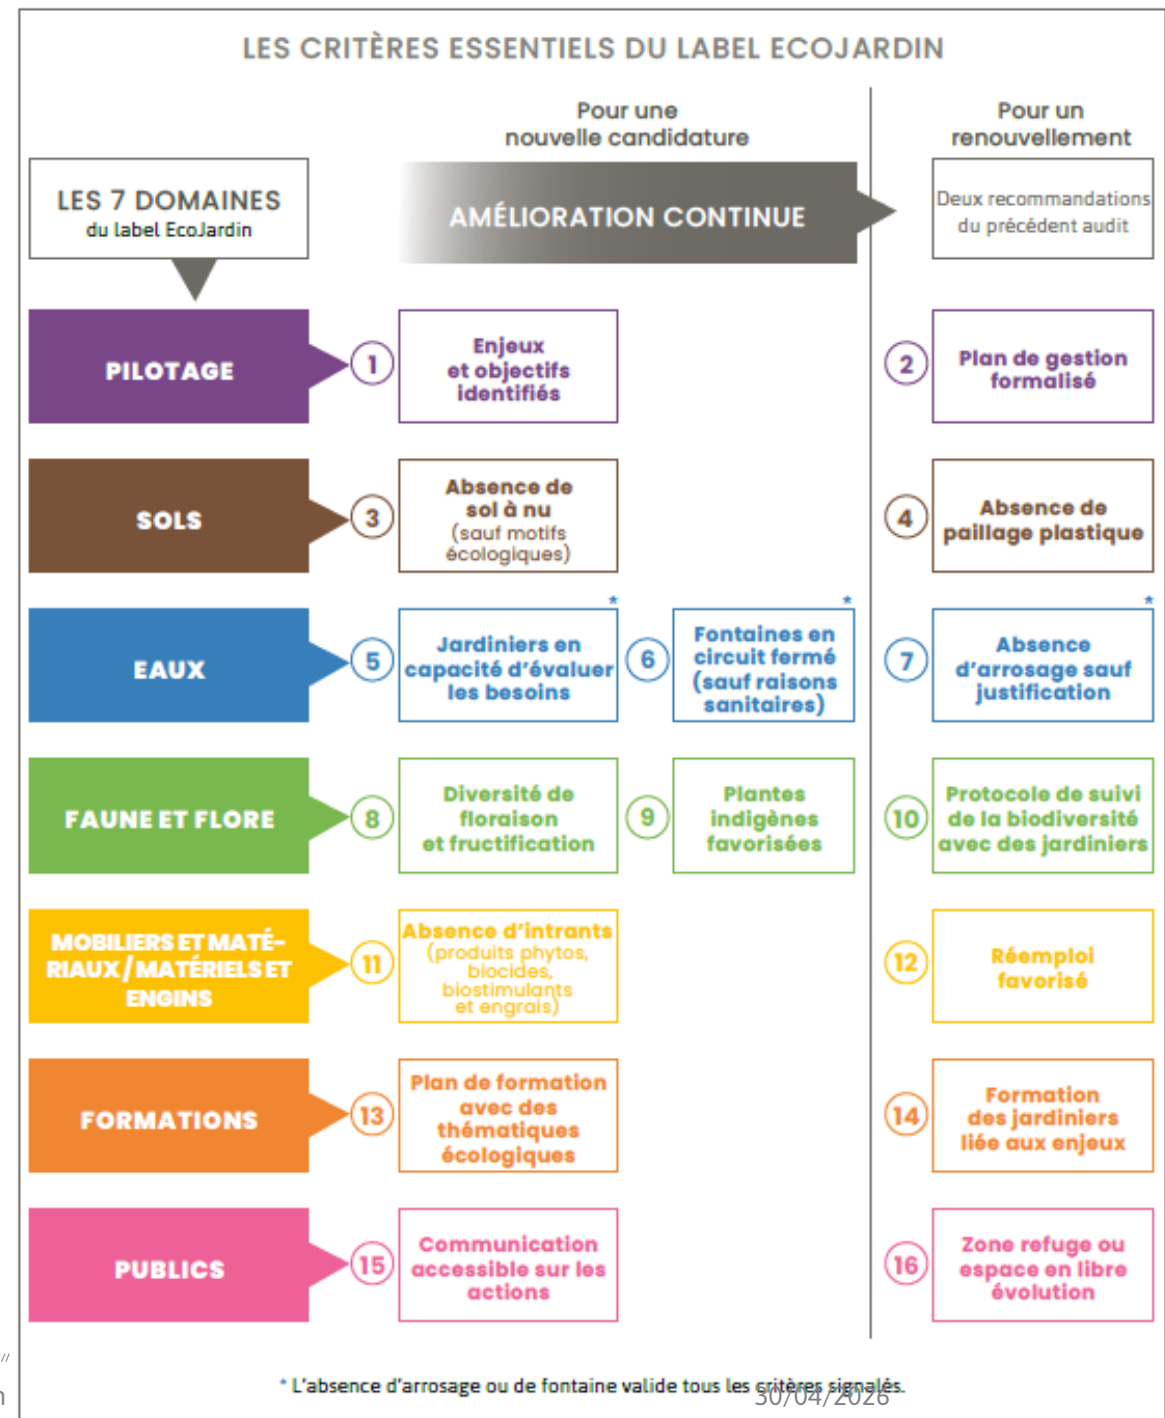 LES CRITÈRES ESSENTIELS DU LABEL ECOJARDIN
Pour une
nouvelle candidature
Pour un
renouvellement
LES 7 DOMAINES
du label EcoJardin
AMÉLIORATION CONTINUE
Deux recommandations
du précédent audit
PILOTAGE
1
Enjeux
et objectifs
identifiés
2
Plan de gestion
formalisé
SOLS
3
Absence de
sol à nu
(sauf motifs
écologiques)
4
Absence de
paillage plastique
EAUX
5
*
Jardiniers en
capacité d'évaluer
les besoins
6
*
Fontaines en
circuit fermé
(sauf raisons
sanitaires)
7
*
Absence
d'arrosage sauf
justification
FAUNE ET FLORE
8
Diversité de
floraison
et fructification
9
Plantes
indigènes
favorisées
10
Protocole de suivi
de la biodiversité
avec des jardiniers
MOBILIERS ET MATÉ-
RIAUX / MATÉRIELS ET
ENGINS
11
Absence d'intrants
(produits phytos,
biocides,
biostimulants
et engrais)
12
Réemploi
favorisé
FORMATIONS
13
Plan de formation
avec des
thématiques
écologiques
14
Formation
des jardiniers
liée aux enjeux
PUBLICS
15
Communication
accessible sur les
actions
16
Zone refuge ou
espace en libre
évolution
* L'absence d'arrosage ou de fontaine valide tous les critères signalés.
30/04/2026